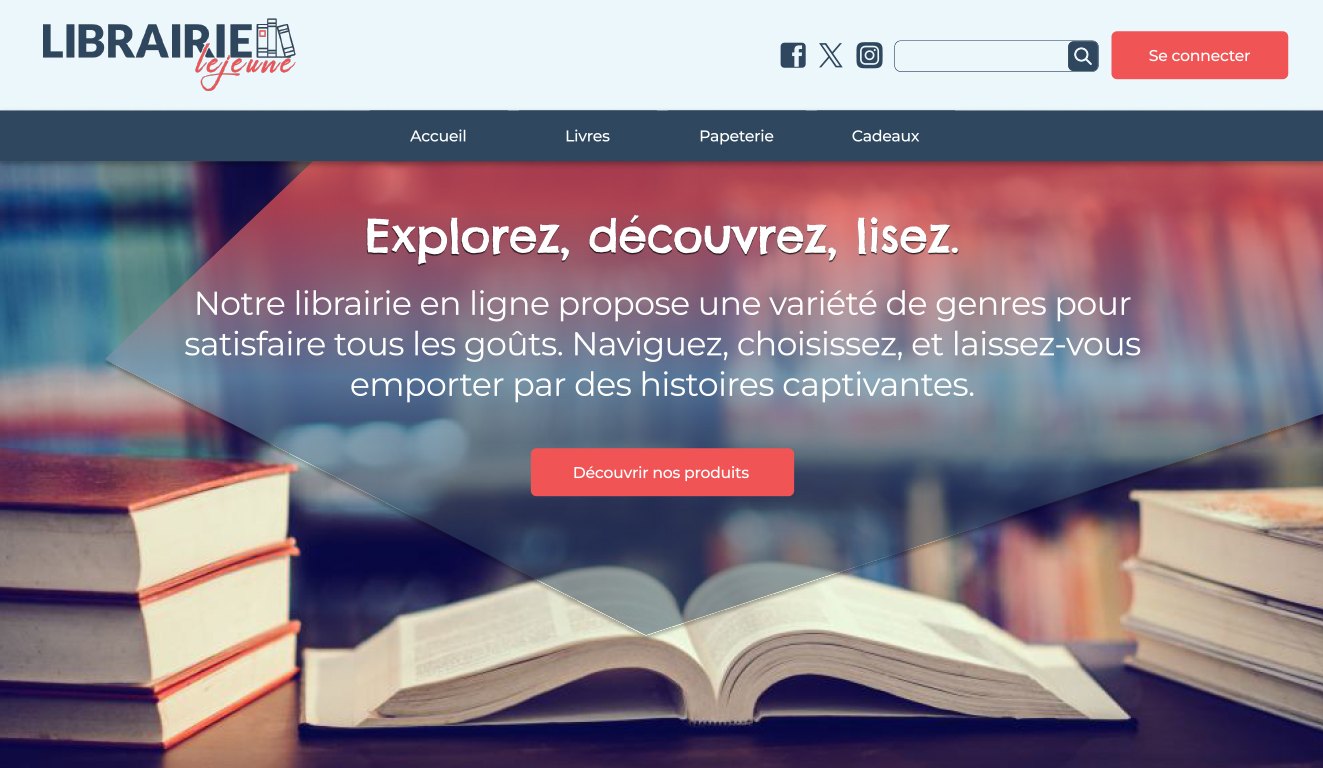 LIBRAIRIE
lejeune
Se connecter
Accueil
Livres
Papeterie
Cadeaux
Explorez, découvrez, lisez.
Notre librairie en ligne propose une variété de genres pour
satisfaire tous les goûts. Naviguez, choisissez, et laissez-vous
emporter par des histoires captivantes.
Découvrir nos produits